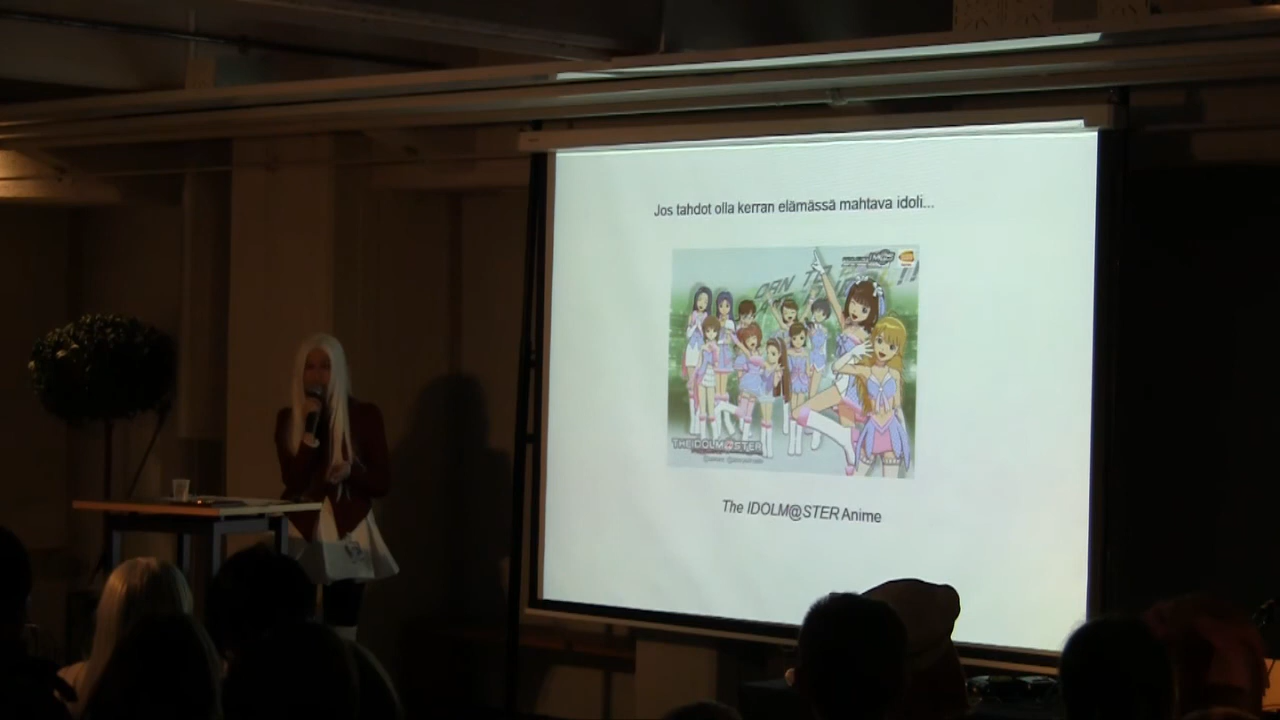 Jos tahdot olla kerran elämässä mahtava idoli...
THE IDOLM@STER
The IDOLM@STER Anime